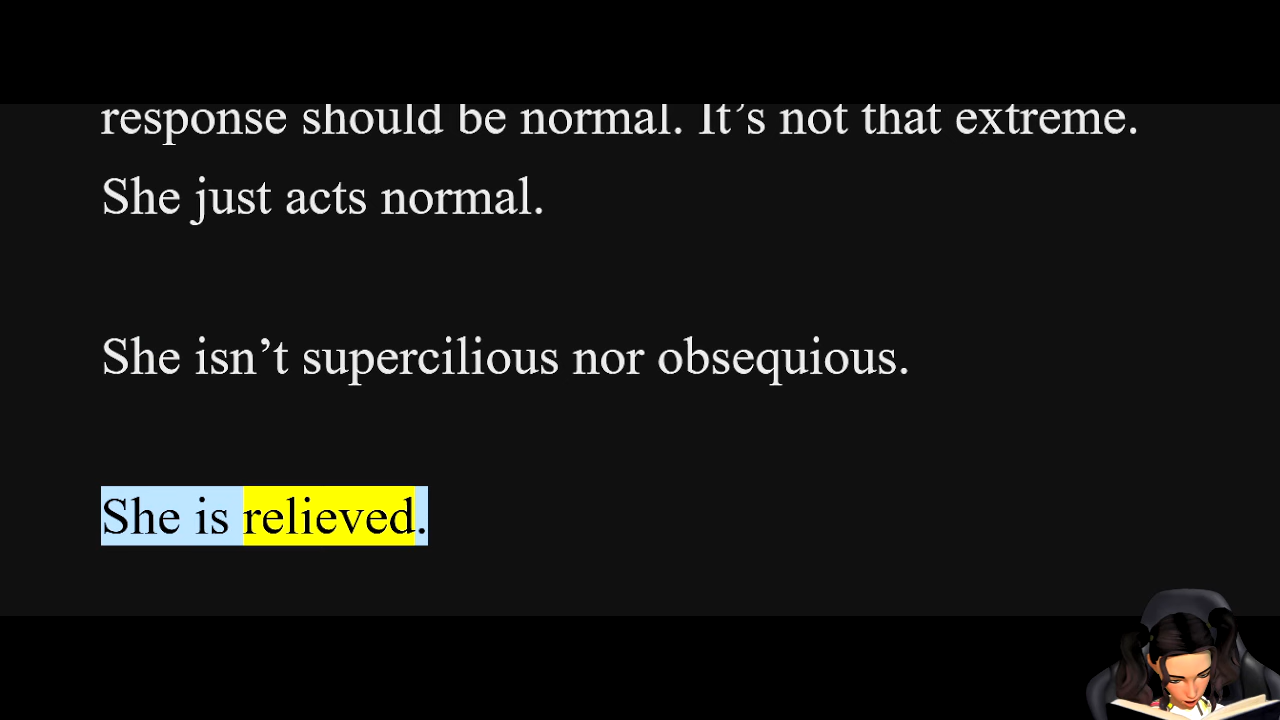 response should be normal. It’s not that extreme.
She just acts normal.
She isn’t supercilious nor obsequious.
She is relieved.